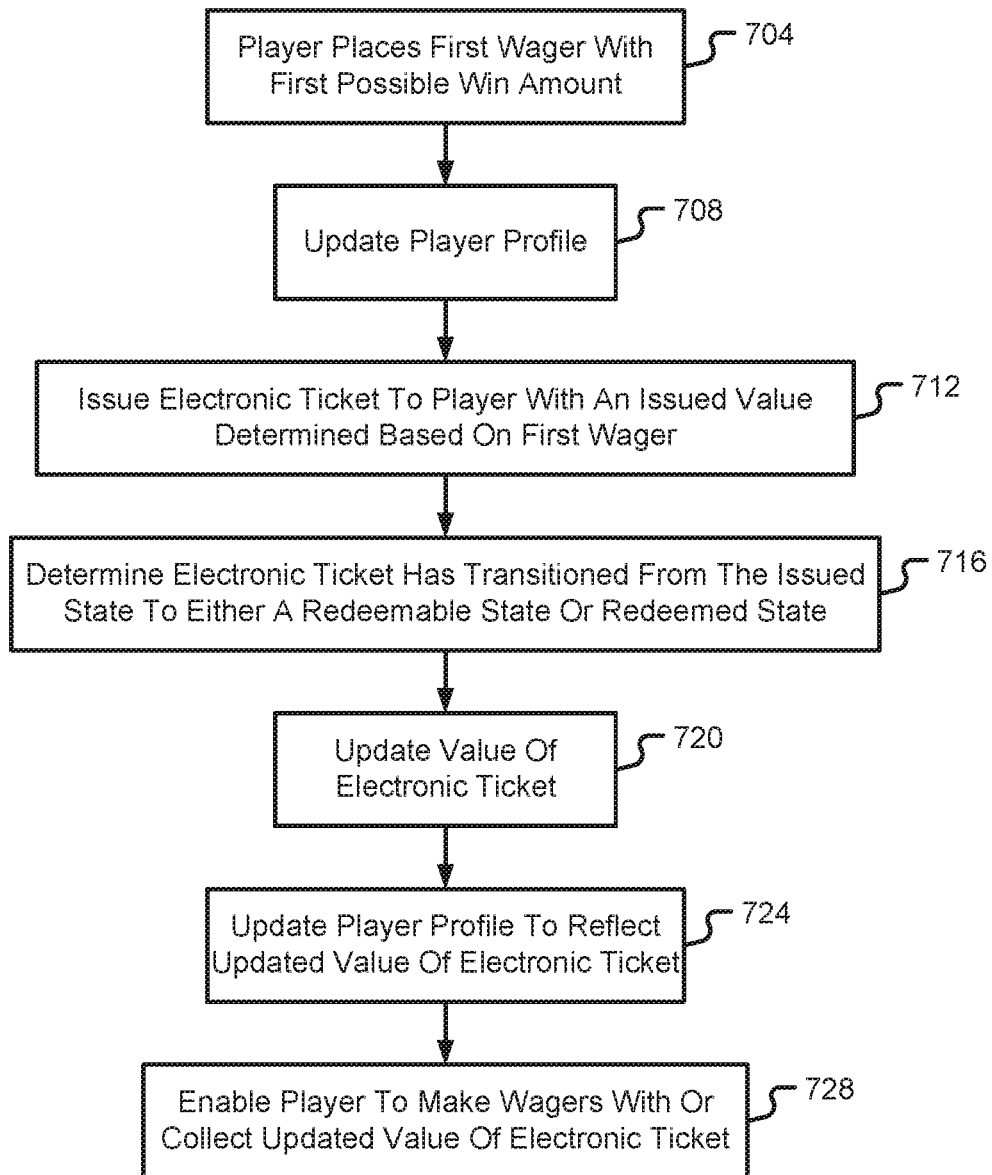 Player Places First Wager With
First Possible Win Amount
704
Update Player Profile
708
Issue Electronic Ticket To Player With An Issued Value
Determined Based On First Wager
712
Determine Electronic Ticket Has Transitioned From The Issued
State To Either A Redeemable State Or Redeemed State
716
Update Value Of
Electronic Ticket
720
Update Player Profile To Reflect
Updated Value Of Electronic Ticket
724
Enable Player To Make Wagers With Or
Collect Updated Value Of Electronic Ticket
728